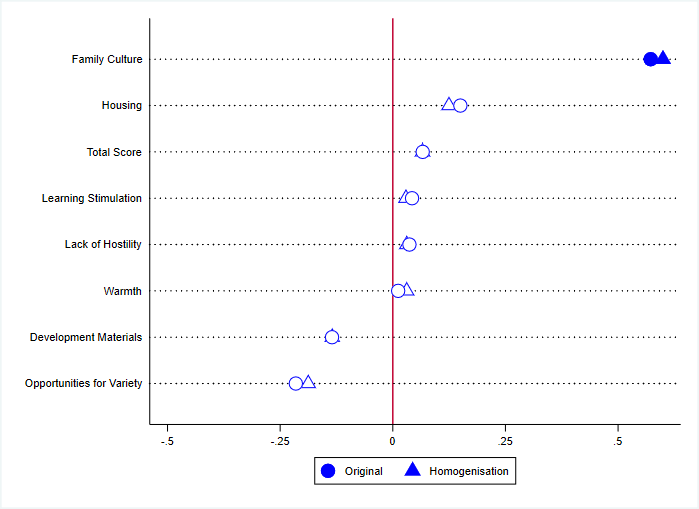 Family Culture
Housing
Total Score
Learning Stimulation
Lack of Hostility
Warmth
Development Materials
Opportunities for Variety
-.5 -.25 0 .25 .5
Original Homogenisation